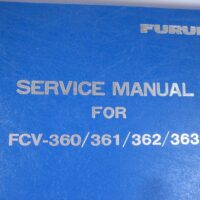 FURU
SERVICE MANUAL
FOR
FCV-360/361/362/363